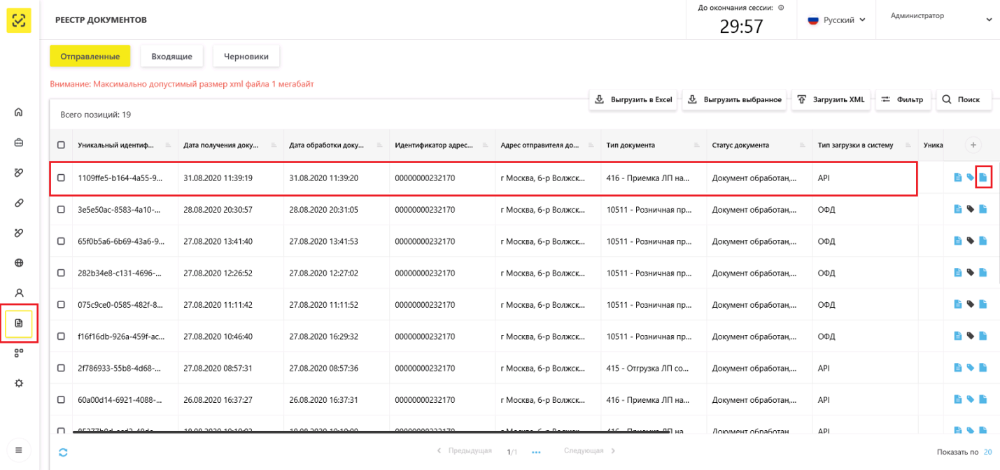 РЕЕСТР ДОКУМЕНТОВ
До окончания сессии:
29:57
Русский
Администратор
Отправленные Входящие Черновики
Внимание: Максимально допустимый размер xml файла 1 мегабайт
Выгрузить в Excel Выгрузить выбранное Загрузить XML Фильтр Поиск
Всего позиций: 19
Уникальный идентиф... Дата получения доку... Дата обработки доку... Идентификатор адрес... Адрес отправителя до... Тип документа Статус документа Тип загрузки в систему Уника
1109ffe5-b164-4a55-9... 31.08.2020 11:39:19 31.08.2020 11:39:20 00000000232170 г Москва, б-р Волжск... 416 - Приемка ЛП на... Документ обработан,... API
3e5e50ac-8583-4a10-... 28.08.2020 20:30:57 28.08.2020 20:31:05 00000000232170 г Москва, б-р Волжск... 10511 - Розничная пр... Документ обработан,... ОФД
65f0b5a6-6b69-43a6-9... 27.08.2020 13:41:40 27.08.2020 13:41:53 00000000232170 г Москва, б-р Волжск... 10511 - Розничная пр... Документ обработан,... ОФД
282b34e8-c131-4696-... 27.08.2020 12:26:52 27.08.2020 12:27:02 00000000232170 г Москва, б-р Волжск... 10511 - Розничная пр... Документ обработан,... ОФД
075c9ce0-0585-482f-8... 27.08.2020 11:11:42 27.08.2020 11:11:52 00000000232170 г Москва, б-р Волжск... 10511 - Розничная пр... Документ обработан,... ОФД
f16f16db-926a-459f-ac... 27.08.2020 10:46:40 27.08.2020 16:29:32 00000000232170 г Москва, б-р Волжск... 10511 - Розничная пр... Документ обработан,... ОФД
2f786933-55b8-4d68-... 27.08.2020 08:57:31 27.08.2020 08:57:36 00000000232170 г Москва, б-р Волжск... 415 - Отгрузка ЛП со... Документ обработан,... API
60a00d14-6921-4088-... 26.08.2020 16:37:27 26.08.2020 16:37:31 00000000232170 г Москва, б-р Волжск... 416 - Приемка ЛП на... Документ обработан,... API
Предыдущая 1/1 ... Следующая
Показать по 20